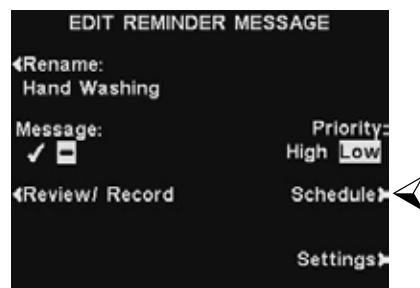 EDIT REMINDER MESSAGE
Rename:
Hand Washing
Message:
Priority:
✓ –
High Low
Review/ Record
Schedule
Settings